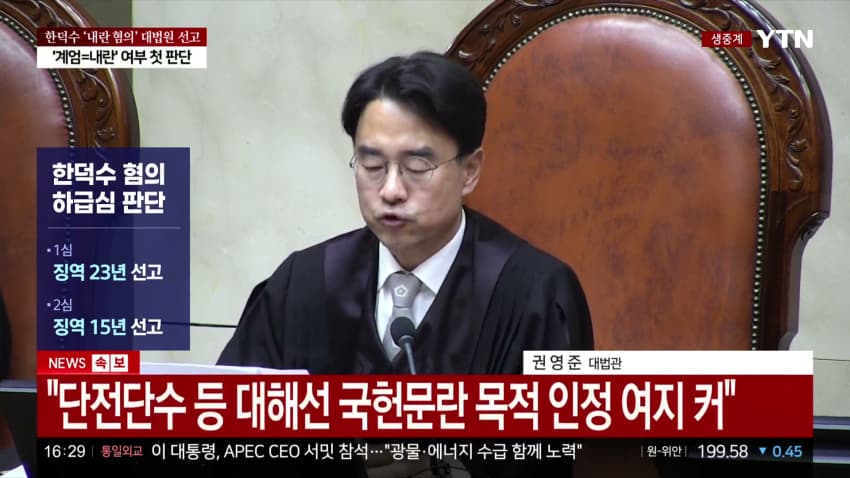 한덕수 '내란 혐의' 대법원 선고
'계엄=내란' 여부 첫 판단
생중계 YTN
한덕수 혐의
하급심 판단
• 1심
징역 23년 선고
• 2심
징역 15년 선고
NEWS 속보
권영준 대법관
"단전단수 등 대해선 국헌문란 목적 인정 여지 커"
16:29 통일외교 이 대통령, APEC CEO 서밋 참석…"광물·에너지 수급 함께 노력" 원-위안 199.58 ▼ 0.45